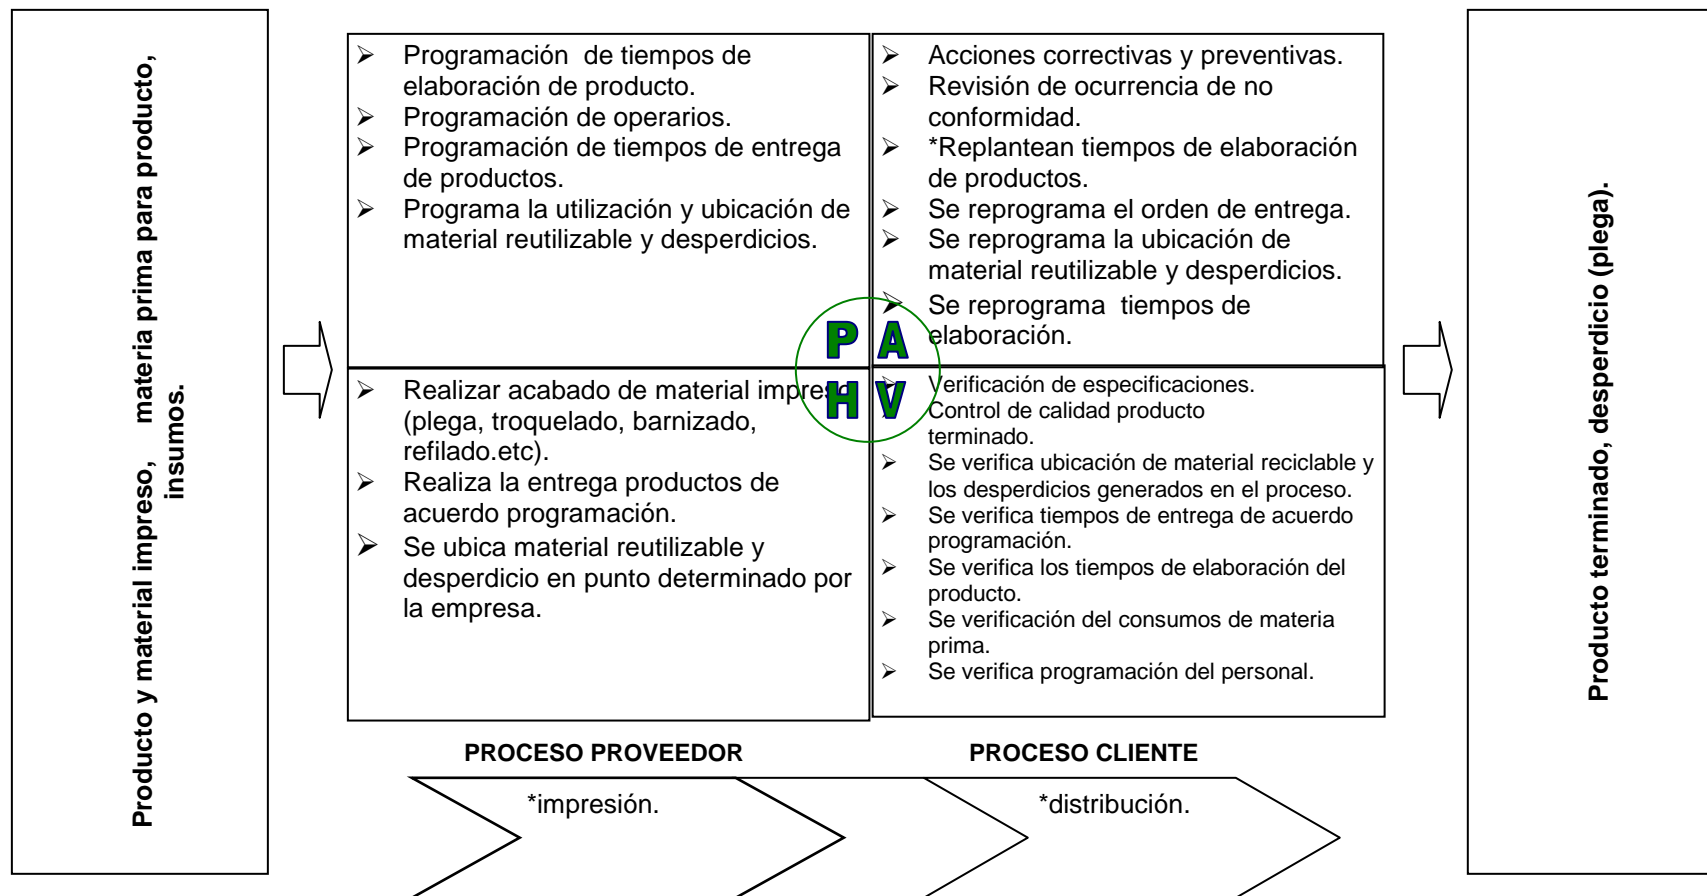 Producto y material impreso, materia prima para producto,
insumos.
➢ Programación de tiempos de
elaboración de producto.
➢ Programación de operarios.
➢ Programación de tiempos de entrega
de productos.
➢ Programa la utilización y ubicación de
material reutilizable y desperdicios.
➢ Acciones correctivas y preventivas.
➢ Revisión de ocurrencia de no
conformidad.
➢ *Replantean tiempos de elaboración
de productos.
➢ Se reprograma el orden de entrega.
➢ Se reprograma la ubicación de
material reutilizable y desperdicios.
➢ Se reprograma tiempos de
elaboración.
P A
H V
➢ Realizar acabado de material impreso
(plega, troquelado, barnizado,
refilado.etc).
➢ Realiza la entrega productos de
acuerdo programación.
➢ Se ubica material reutilizable y
desperdicio en punto determinado por
la empresa.
➢ Verificación de especificaciones.
➢ Control de calidad producto
terminado.
➢ Se verifica ubicación de material reciclable y
los desperdicios generados en el proceso.
➢ Se verifica tiempos de entrega de acuerdo
programación.
➢ Se verifica los tiempos de elaboración del
producto.
➢ Se verificación del consumos de materia
prima.
➢ Se verifica programación del personal.
Producto terminado, desperdicio (plega).
PROCESO PROVEEDOR
*impresión.
PROCESO CLIENTE
*distribución.